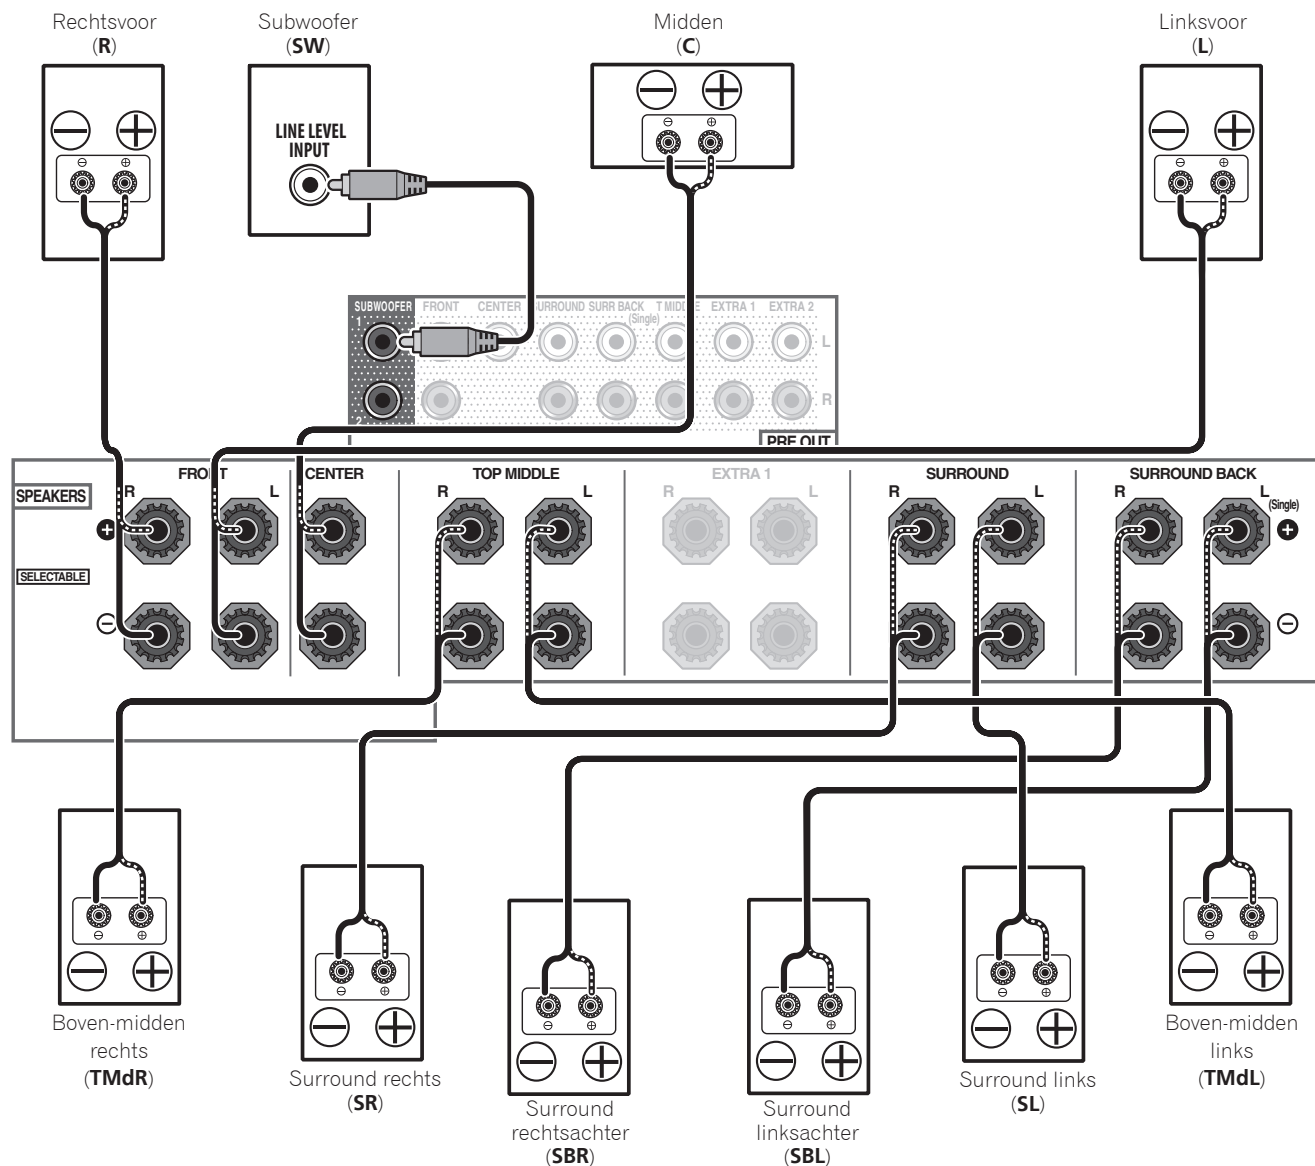 Rechtsvoor
(R)
Subwoofer
(SW)
Midden
(C)
Linksvoor
(L)
LINE LEVEL
INPUT
SUBWOOFER FRONT CENTER SURROUND SURR BACK T MIDDLE EXTRA 1 EXTRA 2
(Single)
1
L
2
R
PRE OUT
SPEAKERS
SELECTABLE
FRONT
R L
CENTER
TOP MIDDLE
R L
EXTRA 1
R L
SURROUND
R L
SURROUND BACK
R L
(Single)
Boven-midden
rechts
(TMdR)
Surround rechts
(SR)
Surround
rechtsachter
(SBR)
Surround
linksachter
(SBL)
Surround links
(SL)
Boven-midden
links
(TMdL)